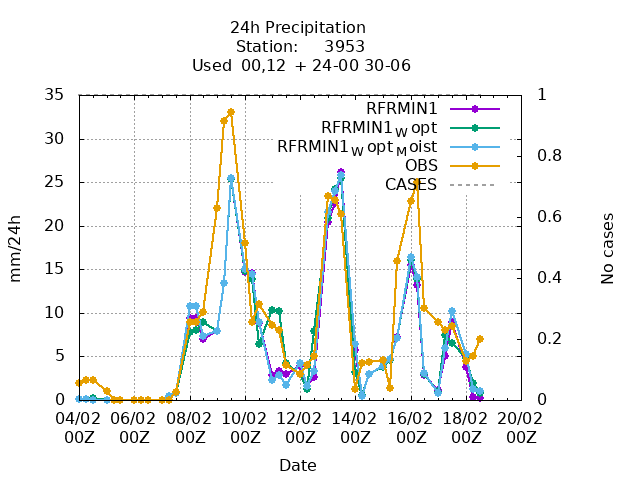 24h Precipitation
Station: 3953
Used 00,12 + 24-00 30-06
RFRMIN1
RFRMIN1_W opt
RFRMIN1_W opt_M oist
OBS
CASES
mm/24h
35
30
25
20
15
10
5
0
No cases
1
0.8
0.6
0.4
0.2
0
04/02 06/02 08/02 10/02 12/02 14/02 16/02 18/02 20/02
00Z 00Z 00Z 00Z 00Z 00Z 00Z 00Z 00Z
Date